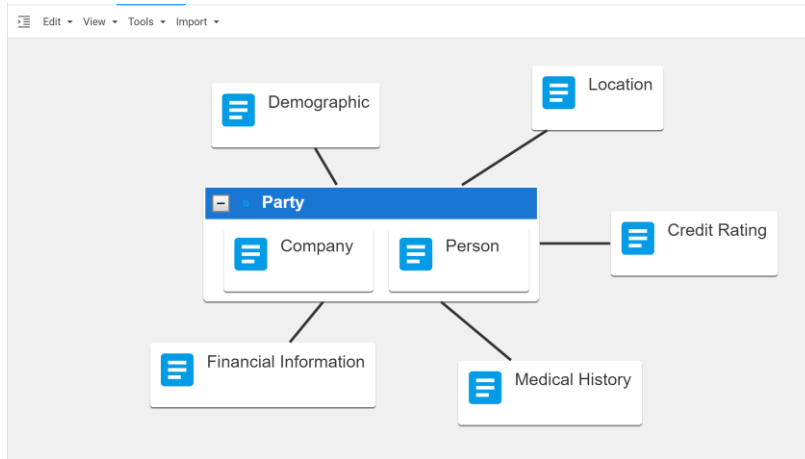 Edit View Tools Import
Demographic
Location
Party
Company
Person
Credit Rating
Financial Information
Medical History